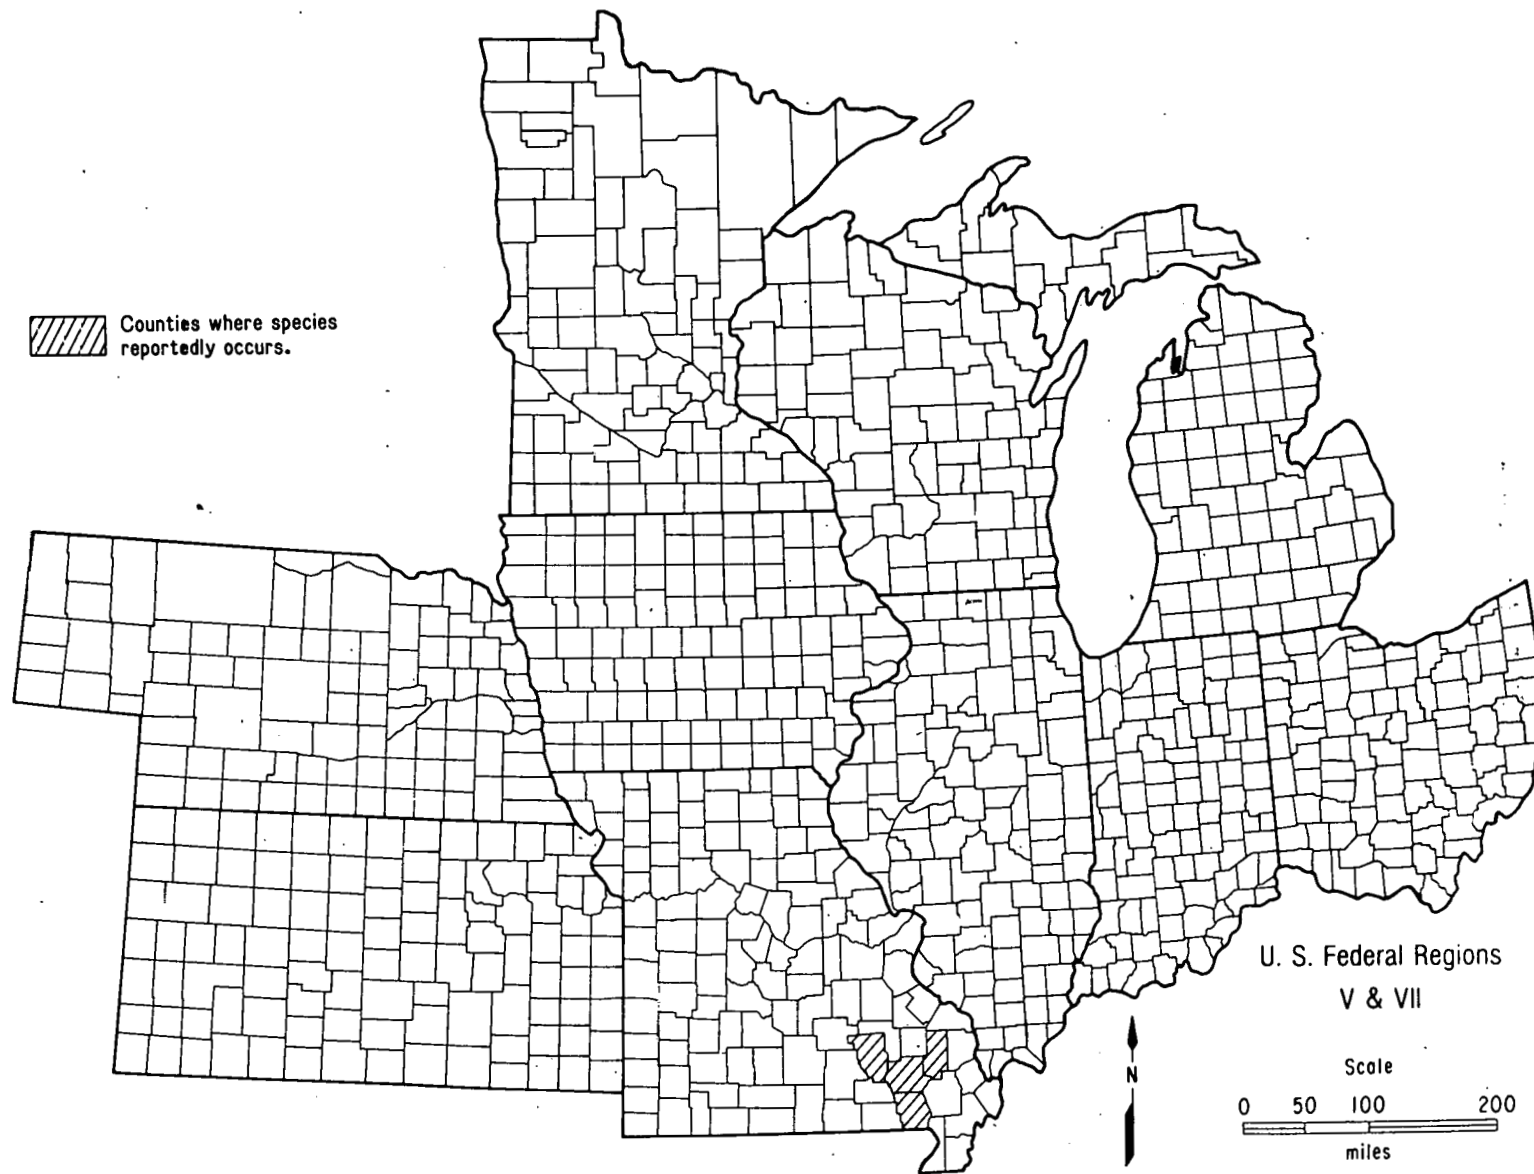 Counties where species
reportedly occurs.
U. S. Federal Regions
V & VII
N
Scale
0 50 100 200
miles